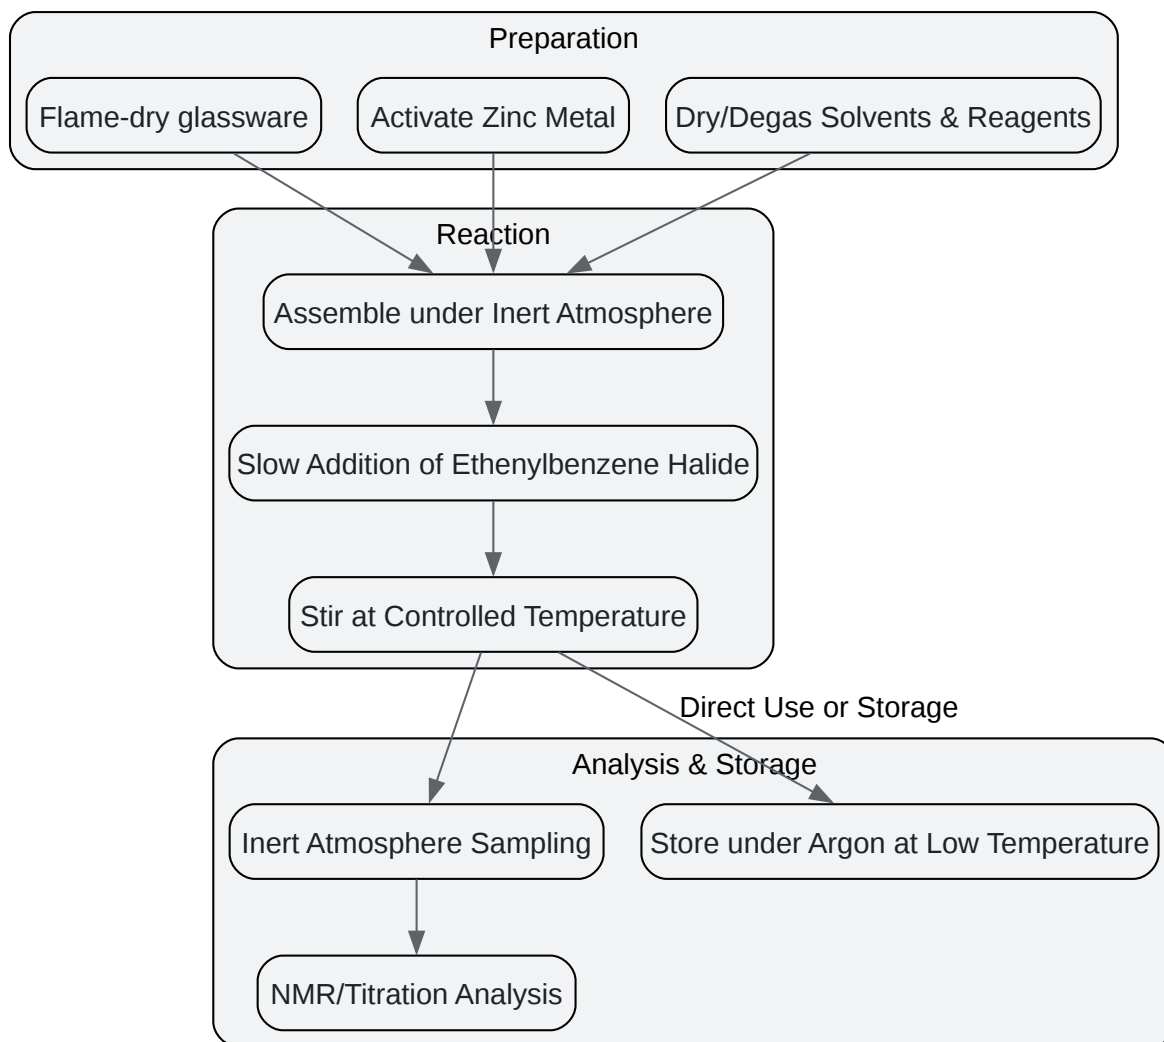 Preparation
Flame-dry glassware
Activate Zinc Metal
Dry/Degas Solvents & Reagents
Reaction
Assemble under Inert Atmosphere
Slow Addition of Ethenylbenzene Halide
Stir at Controlled Temperature
Direct Use or Storage
Analysis & Storage
Inert Atmosphere Sampling
Store under Argon at Low Temperature
NMR/Titration Analysis